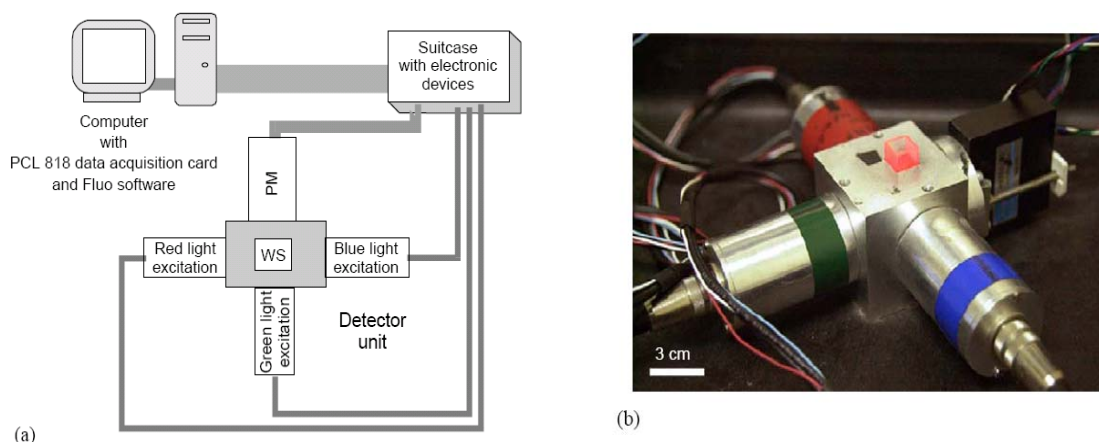 Computer
with
PCL 818 data acquisition card
and Fluo software
Suitcase
with electronic
devices
PM
Red light
excitation
WS
Blue light
excitation
Green light
excitation
Detector
unit
(a)
3 cm
(b)